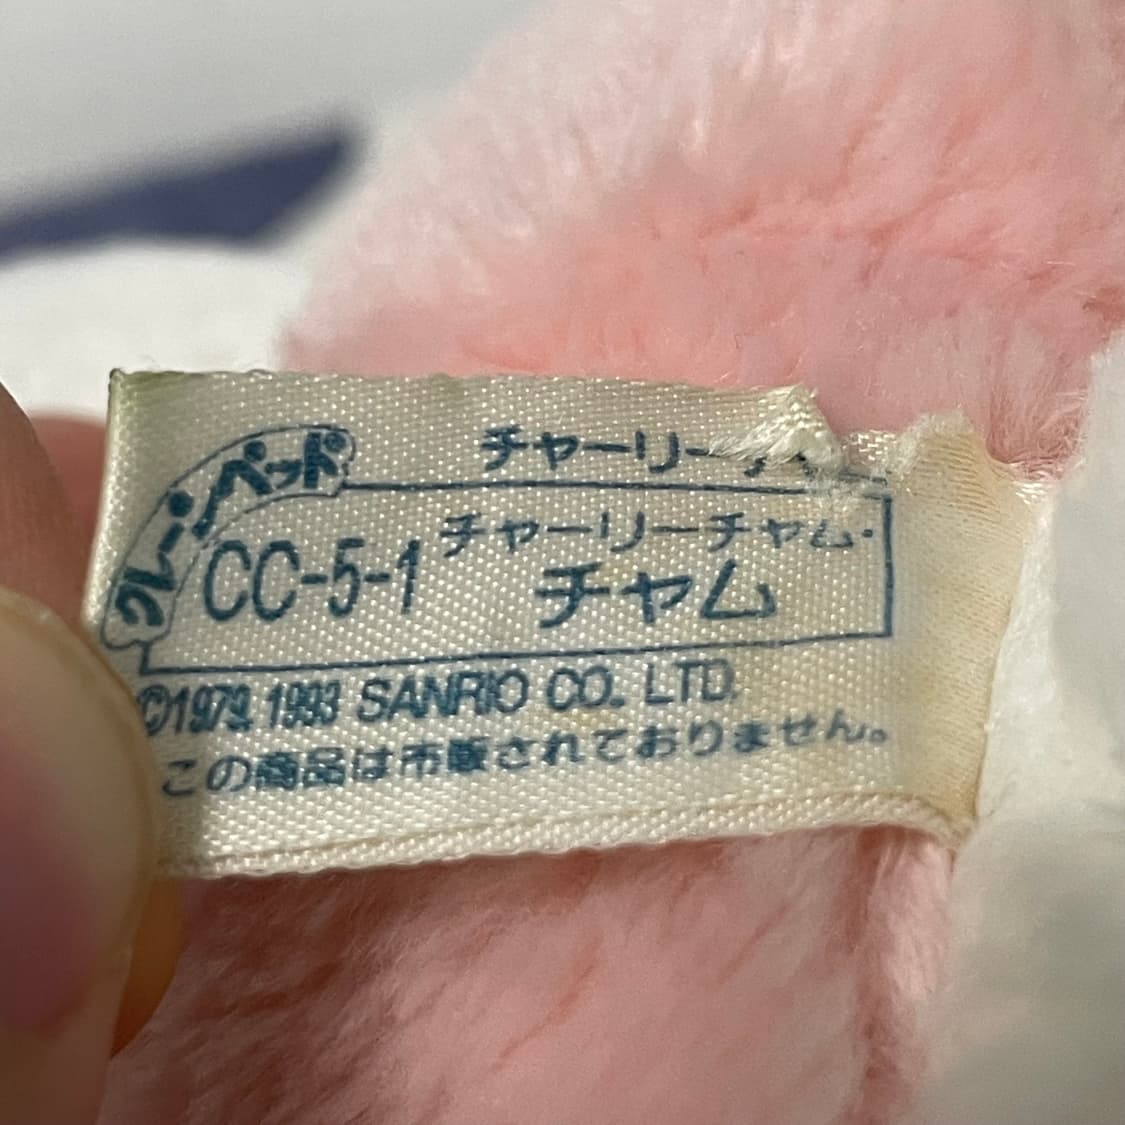 チャーリー
クレーンペット
チャーリーチャム・
CC-5-1 チャム
©1979, 1993 SANRIO CO., LTD.
この商品は市販されておりません。